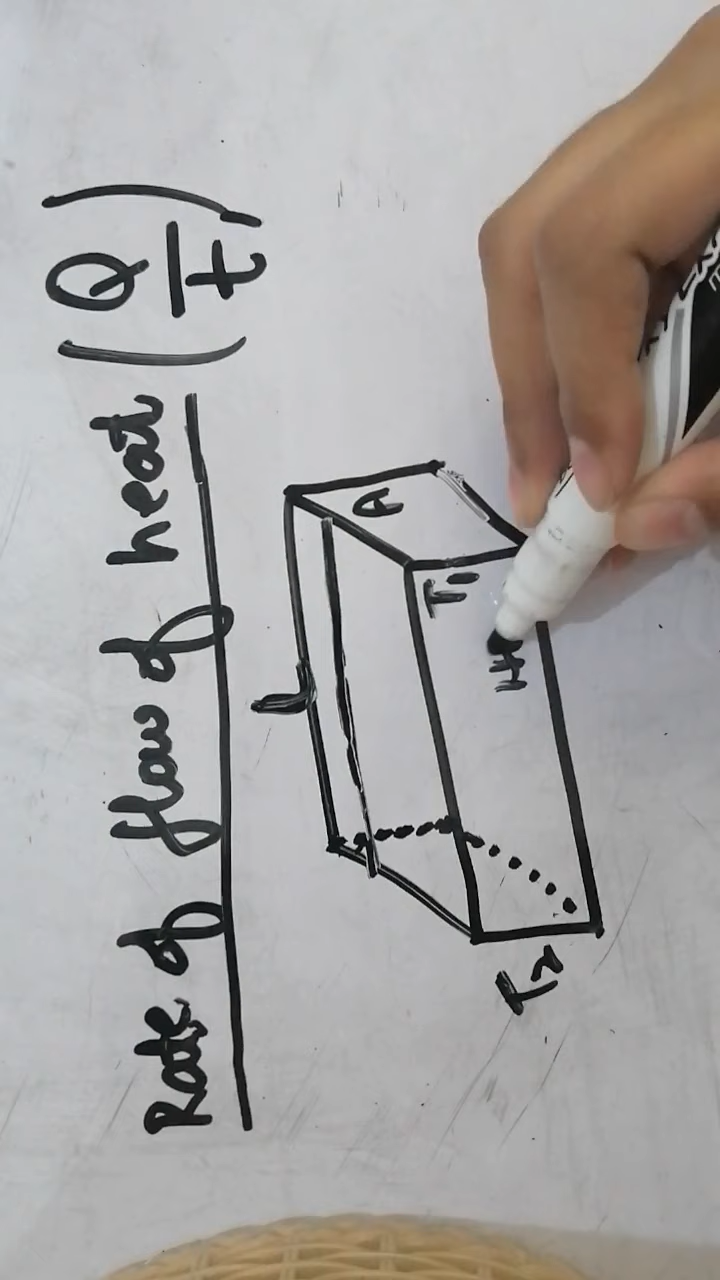 Rate of flow of heat (Q/t)
L
A
T₁
T₂